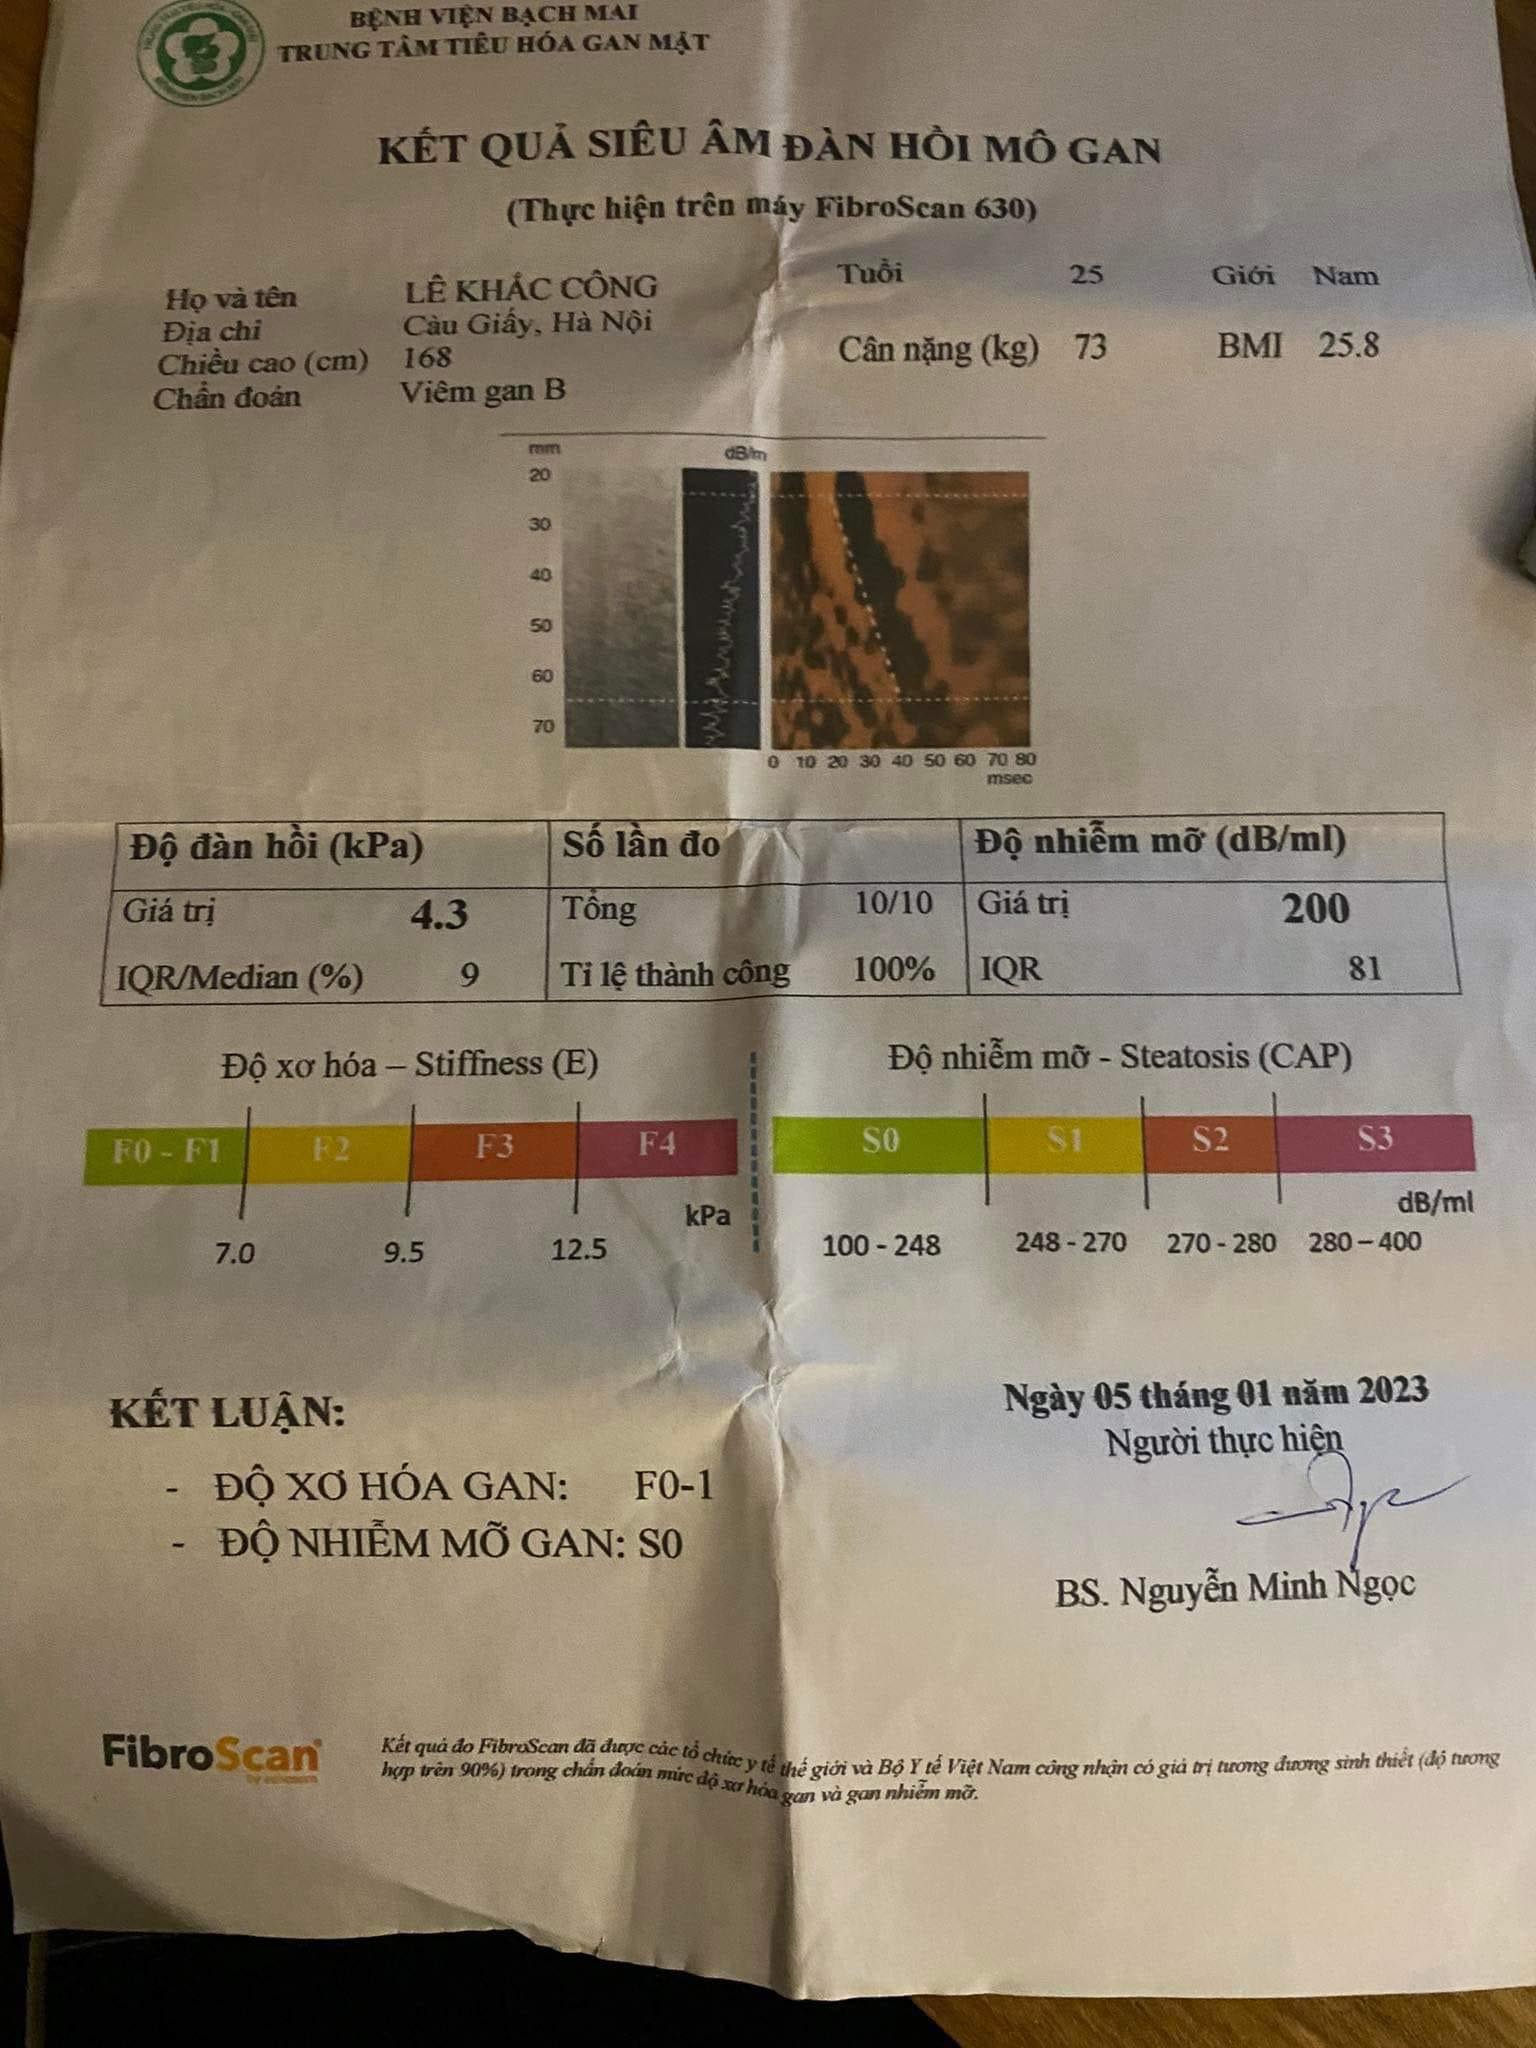 BỆNH VIỆN BẠCH MAI
TRUNG TÂM TIÊU HÓA GAN MẬT
KẾT QUẢ SIÊU ÂM ĐÀN HỒI MÔ GAN
(Thực hiện trên máy FibroScan 630)
Họ và tên LÊ KHẮC CÔNG Tuổi 25 Giới Nam
Địa chỉ Cầu Giấy, Hà Nội
Chiều cao (cm) 168 Cân nặng (kg) 73 BMI 25.8
Chẩn đoán Viêm gan B
mm dB/m
20
30
40
50
60
70
0 10 20 30 40 50 60 70 80
msec
Độ đàn hồi (kPa) Số lần đo Độ nhiễm mỡ (dB/ml)
Giá trị 4.3 Tổng 10/10 Giá trị 200
IQR/Median (%) 9 Tỉ lệ thành công 100% IQR 81
Độ xơ hóa – Stiffness (E) Độ nhiễm mỡ - Steatosis (CAP)
F0 - F1 F2 F3 F4 S0 S1 S2 S3
kPa dB/ml
7.0 9.5 12.5 100 - 248 248 - 270 270 - 280 280 – 400
KẾT LUẬN:
- ĐỘ XƠ HÓA GAN: F0-1
- ĐỘ NHIỄM MỠ GAN: S0
Ngày 05 tháng 01 năm 2023
Người thực hiện
BS. Nguyễn Minh Ngọc
FibroScan
Kết quả đo FibroScan đã được các tổ chức y tế thế giới và Bộ Y tế Việt Nam công nhận có giá trị tương đương sinh thiết (độ tương
hợp trên 90%) trong chẩn đoán mức độ xơ hóa gan và gan nhiễm mỡ.